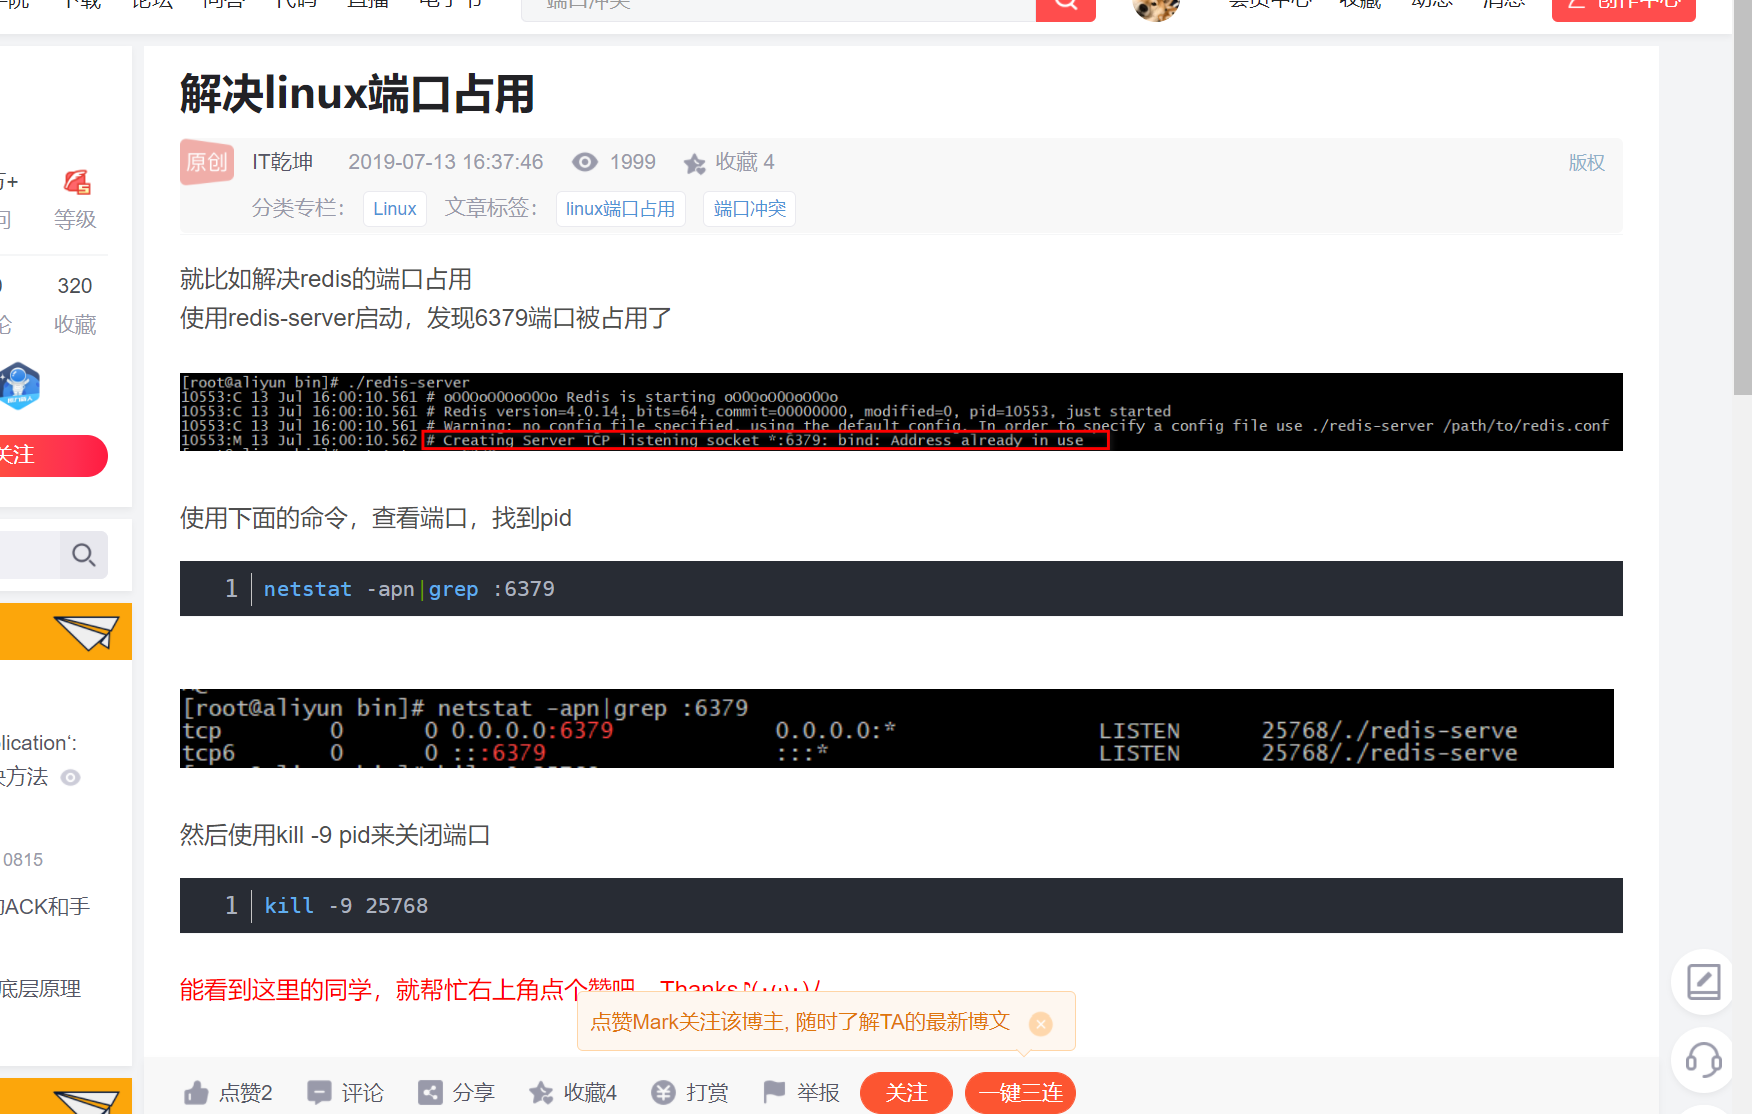 端口冲突
解决linux端口占用
原创 IT乾坤 2019-07-13 16:37:46 1999 收藏 4 版权
分类专栏： Linux 文章标签： linux端口占用 端口冲突
就比如解决redis的端口占用
使用redis-server启动，发现6379端口被占用了
[root@aliyun bin]# ./redis-server
10553:C 13 Jul 16:00:10.561 # oO0OoO0OoO0Oo Redis is starting oO0OoO0OoO0Oo
10553:C 13 Jul 16:00:10.561 # Redis version=4.0.14, bits=64, commit=00000000, modified=0, pid=10553, just started
10553:C 13 Jul 16:00:10.561 # Warning: no config file specified, using the default config. In order to specify a config file use ./redis-server /path/to/redis.conf
10553:M 13 Jul 16:00:10.562 # Creating Server TCP listening socket *:6379: bind: Address already in use
使用下面的命令，查看端口，找到pid
1 netstat -apn|grep :6379
[root@aliyun bin]# netstat -apn|grep :6379
tcp 0 0 0.0.0.0:6379 0.0.0.0:* LISTEN 25768/./redis-serve
tcp6 0 0 :::6379 :::* LISTEN 25768/./redis-serve
然后使用kill -9 pid来关闭端口
1 kill -9 25768
能看到这里的同学，就帮忙右上角点个赞吧 Thanks
点赞Mark关注该博主, 随时了解TA的最新博文
点赞2 评论 分享 收藏4 打赏 举报 关注 一键三连
等级
320
收藏
关注
lication‘:
方法
0815
ACK和手
底层原理